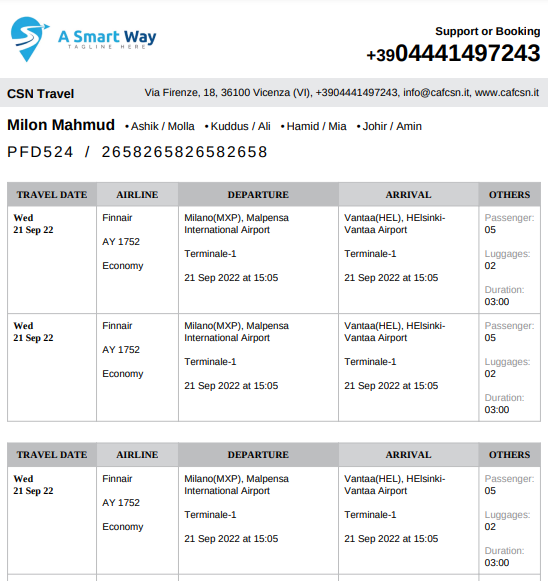 A Smart Way
TAGLINE HERE
Support or Booking
+3904441497243
CSN Travel
Via Firenze, 18, 36100 Vicenza (VI), +3904441497243, info@cafcsn.it, www.cafcsn.it
Milon Mahmud • Ashik / Molla • Kuddus / Ali • Hamid / Mia • Johir / Amin
PFD524 / 2658265826582658
TRAVEL DATE AIRLINE DEPARTURE ARRIVAL OTHERS
Wed
21 Sep 22
Finnair
AY 1752
Economy
Milano(MXP), Malpensa
International Airport
Terminale-1
21 Sep 2022 at 15:05
Vantaa(HEL), HElsinki-
Vantaa Airport
Terminale-1
21 Sep 2022 at 15:05
Passenger:
05
Luggages:
02
Duration:
03:00
Wed
21 Sep 22
Finnair
AY 1752
Economy
Milano(MXP), Malpensa
International Airport
Terminale-1
21 Sep 2022 at 15:05
Vantaa(HEL), HElsinki-
Vantaa Airport
Terminale-1
21 Sep 2022 at 15:05
Passenger:
05
Luggages:
02
Duration:
03:00
TRAVEL DATE AIRLINE DEPARTURE ARRIVAL OTHERS
Wed
21 Sep 22
Finnair
AY 1752
Economy
Milano(MXP), Malpensa
International Airport
Terminale-1
21 Sep 2022 at 15:05
Vantaa(HEL), HElsinki-
Vantaa Airport
Terminale-1
21 Sep 2022 at 15:05
Passenger:
05
Luggages:
02
Duration:
03:00